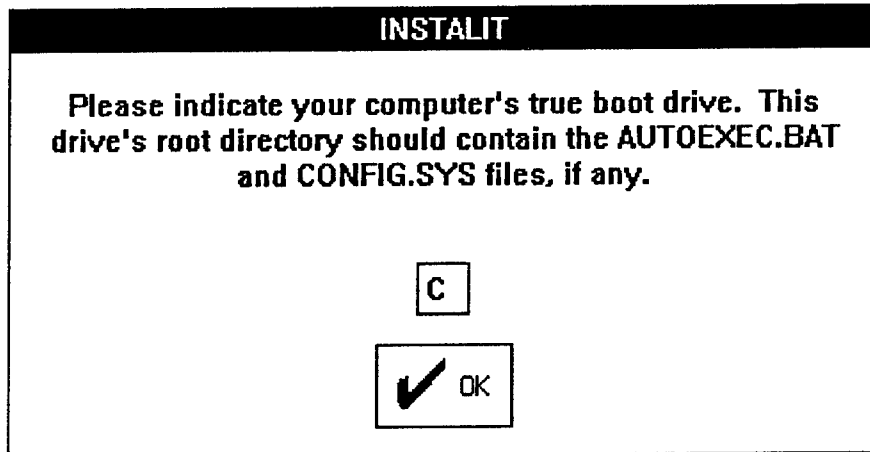 INSTALIT
Please indicate your computer's true boot drive.  This
drive's root directory should contain the AUTOEXEC.BAT
and CONFIG.SYS files, if any.
C
OK